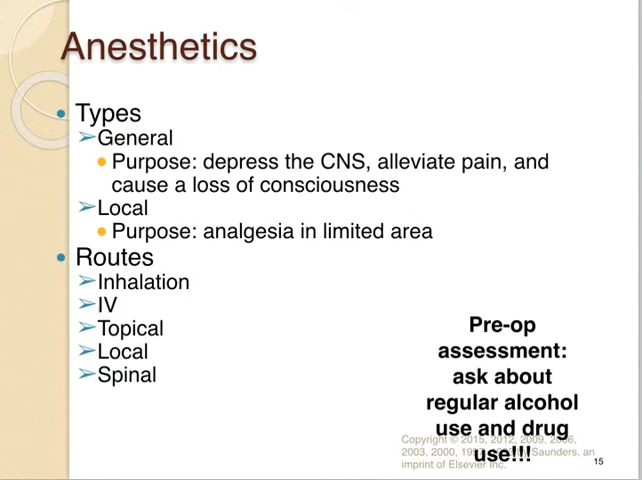 Anesthetics
• Types
➢General
• Purpose: depress the CNS, alleviate pain, and
cause a loss of consciousness
➢Local
• Purpose: analgesia in limited area
• Routes
➢Inhalation
➢IV
➢Topical
➢Local
➢Spinal
Pre-op
assessment:
ask about
regular alcohol
use and drug
use!!!
Copyright © 2015, 2012, 2009, 2006,
2003, 2000, Saunders, an
imprint of Elsevier Inc.
15